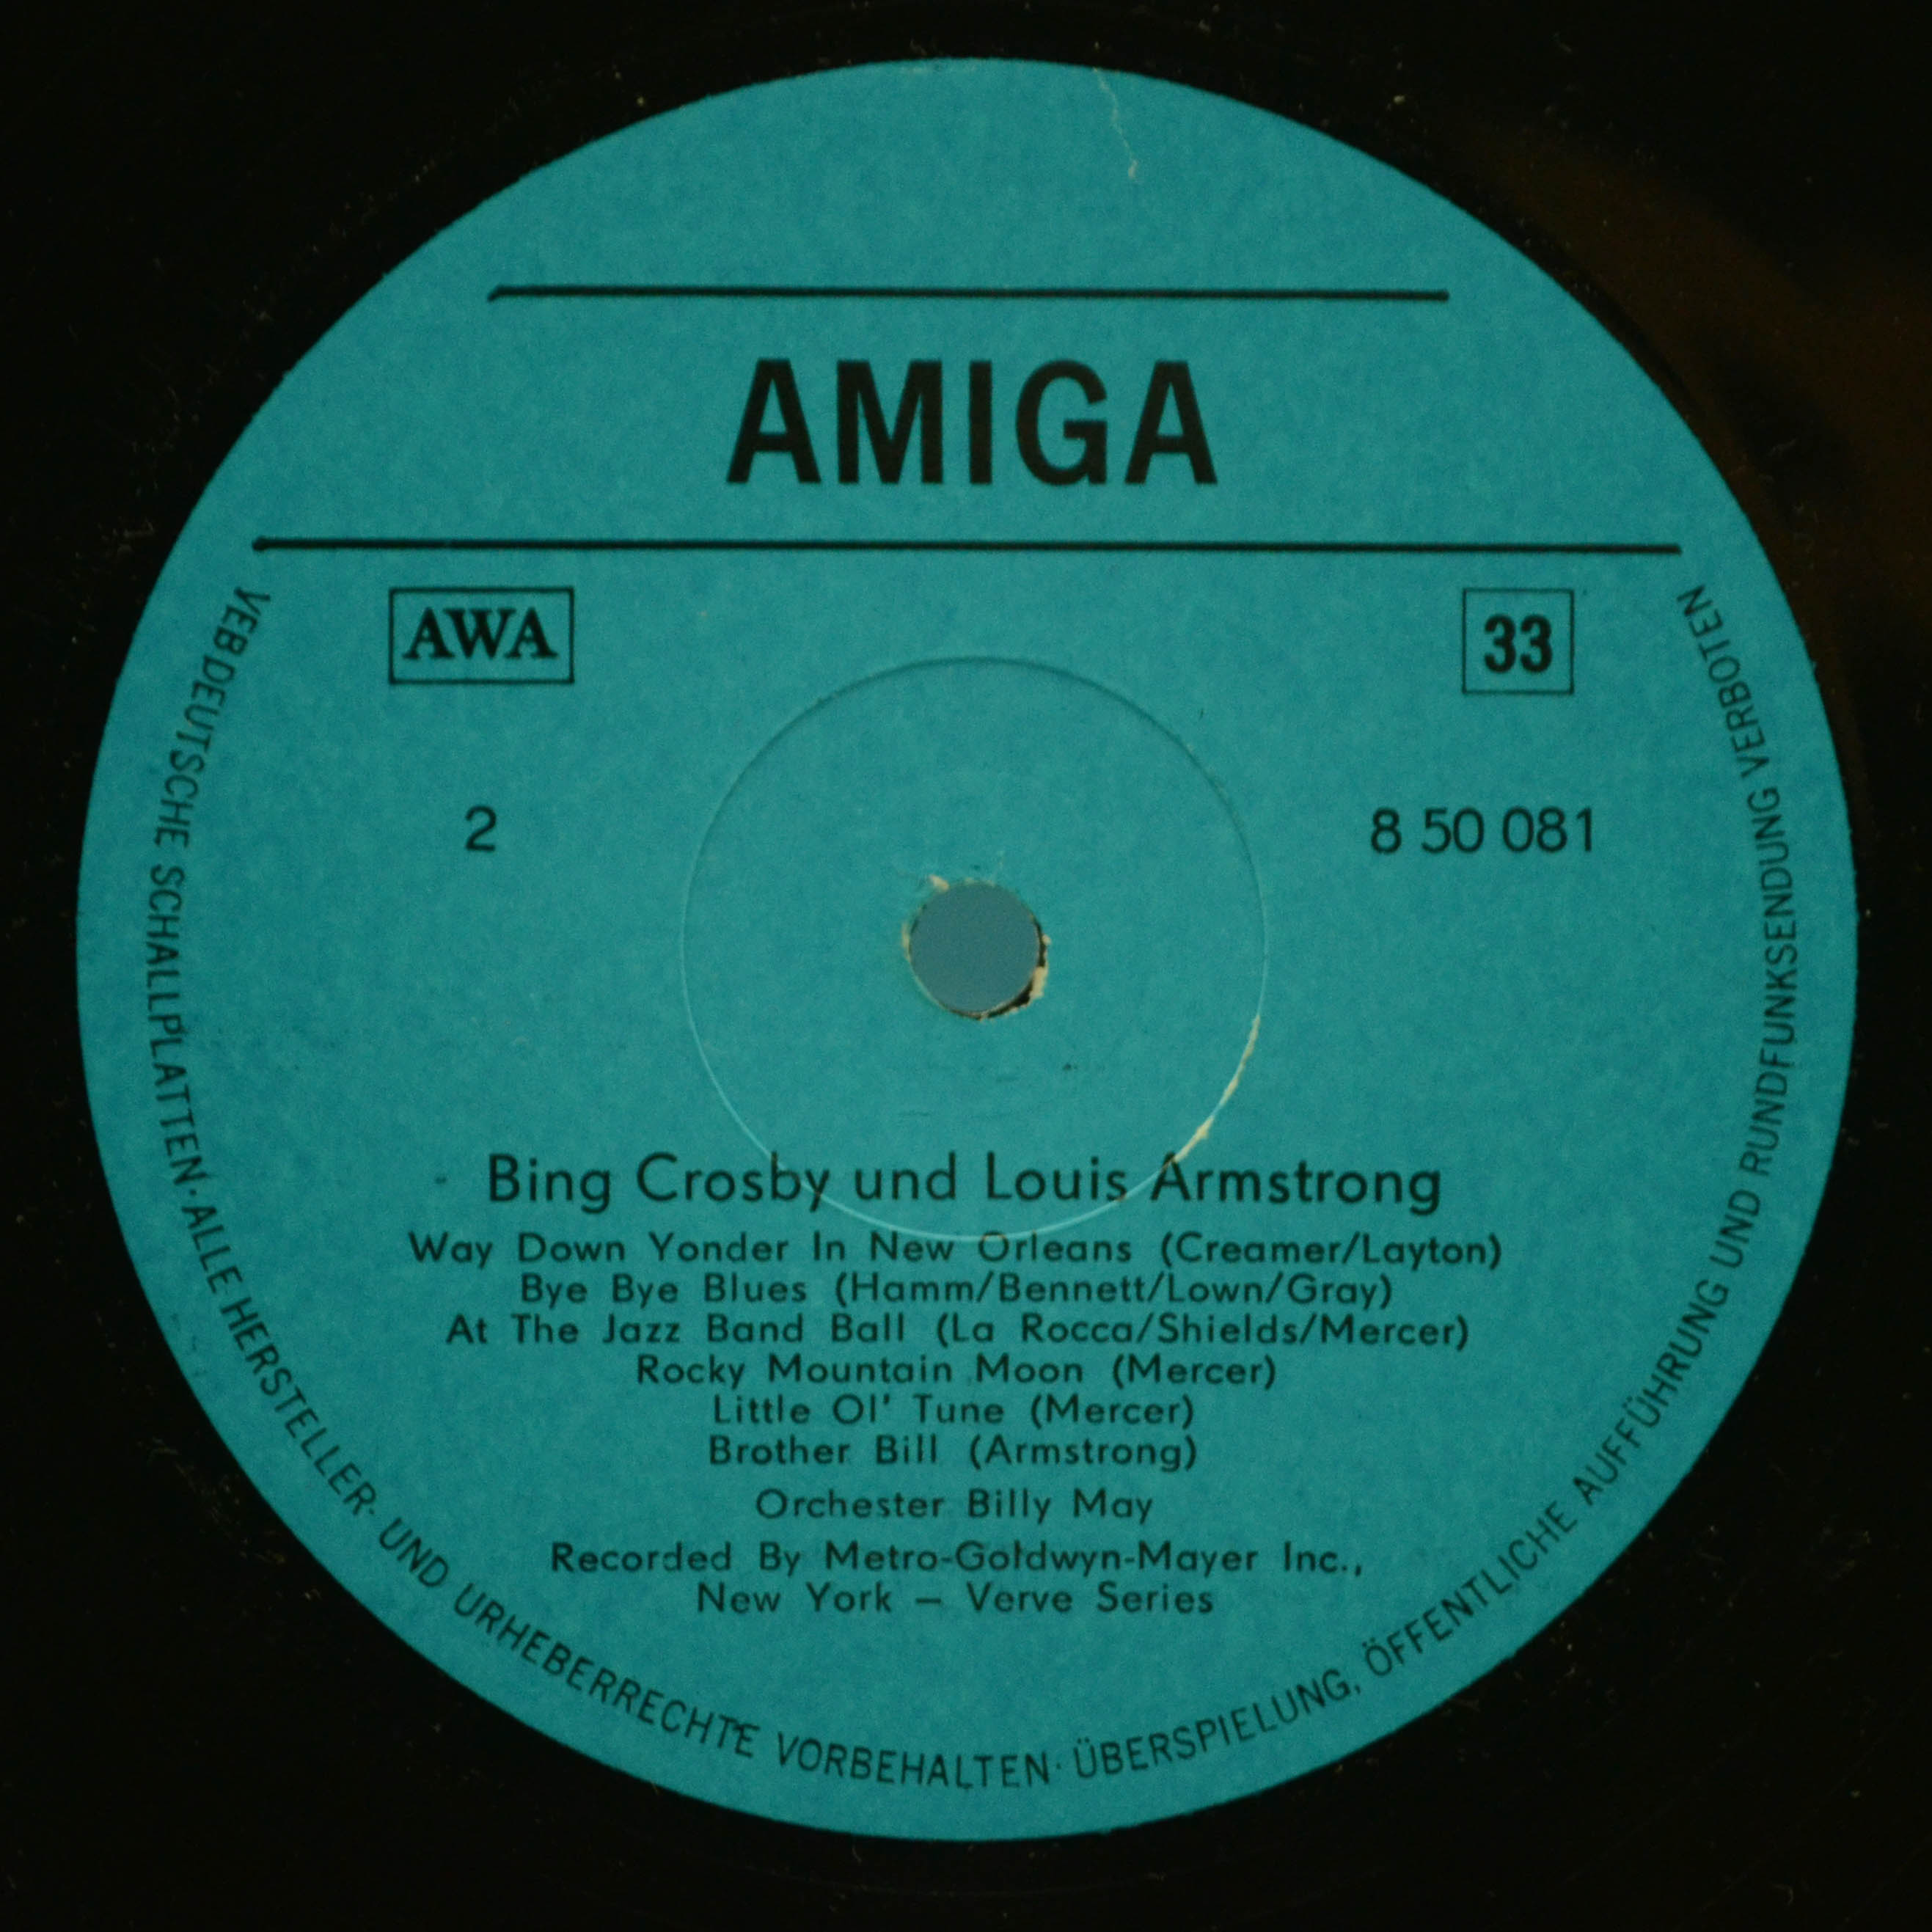 AMIGA
AWA
33
2
8 50 081
Bing Crosby und Louis Armstrong
Way Down Yonder In New Orleans (Creamer/Layton)
Bye Bye Blues (Hamm/Bennett/Lown/Gray)
At The Jazz Band Ball (La Rocca/Shields/Mercer)
Rocky Mountain Moon (Mercer)
Little Ol' Tune (Mercer)
Brother Bill (Armstrong)
Orchester Billy May
Recorded By Metro-Goldwyn-Mayer Inc.,
New York – Verve Series
VEB DEUTSCHE SCHALLPLATTEN · ALLE HERSTELLER- UND URHEBERRECHTE VORBEHALTEN · ÜBERSPIELUNG, ÖFFENTLICHE AUFFÜHRUNG UND RUNDFUNKSENDUNG VERBOTEN